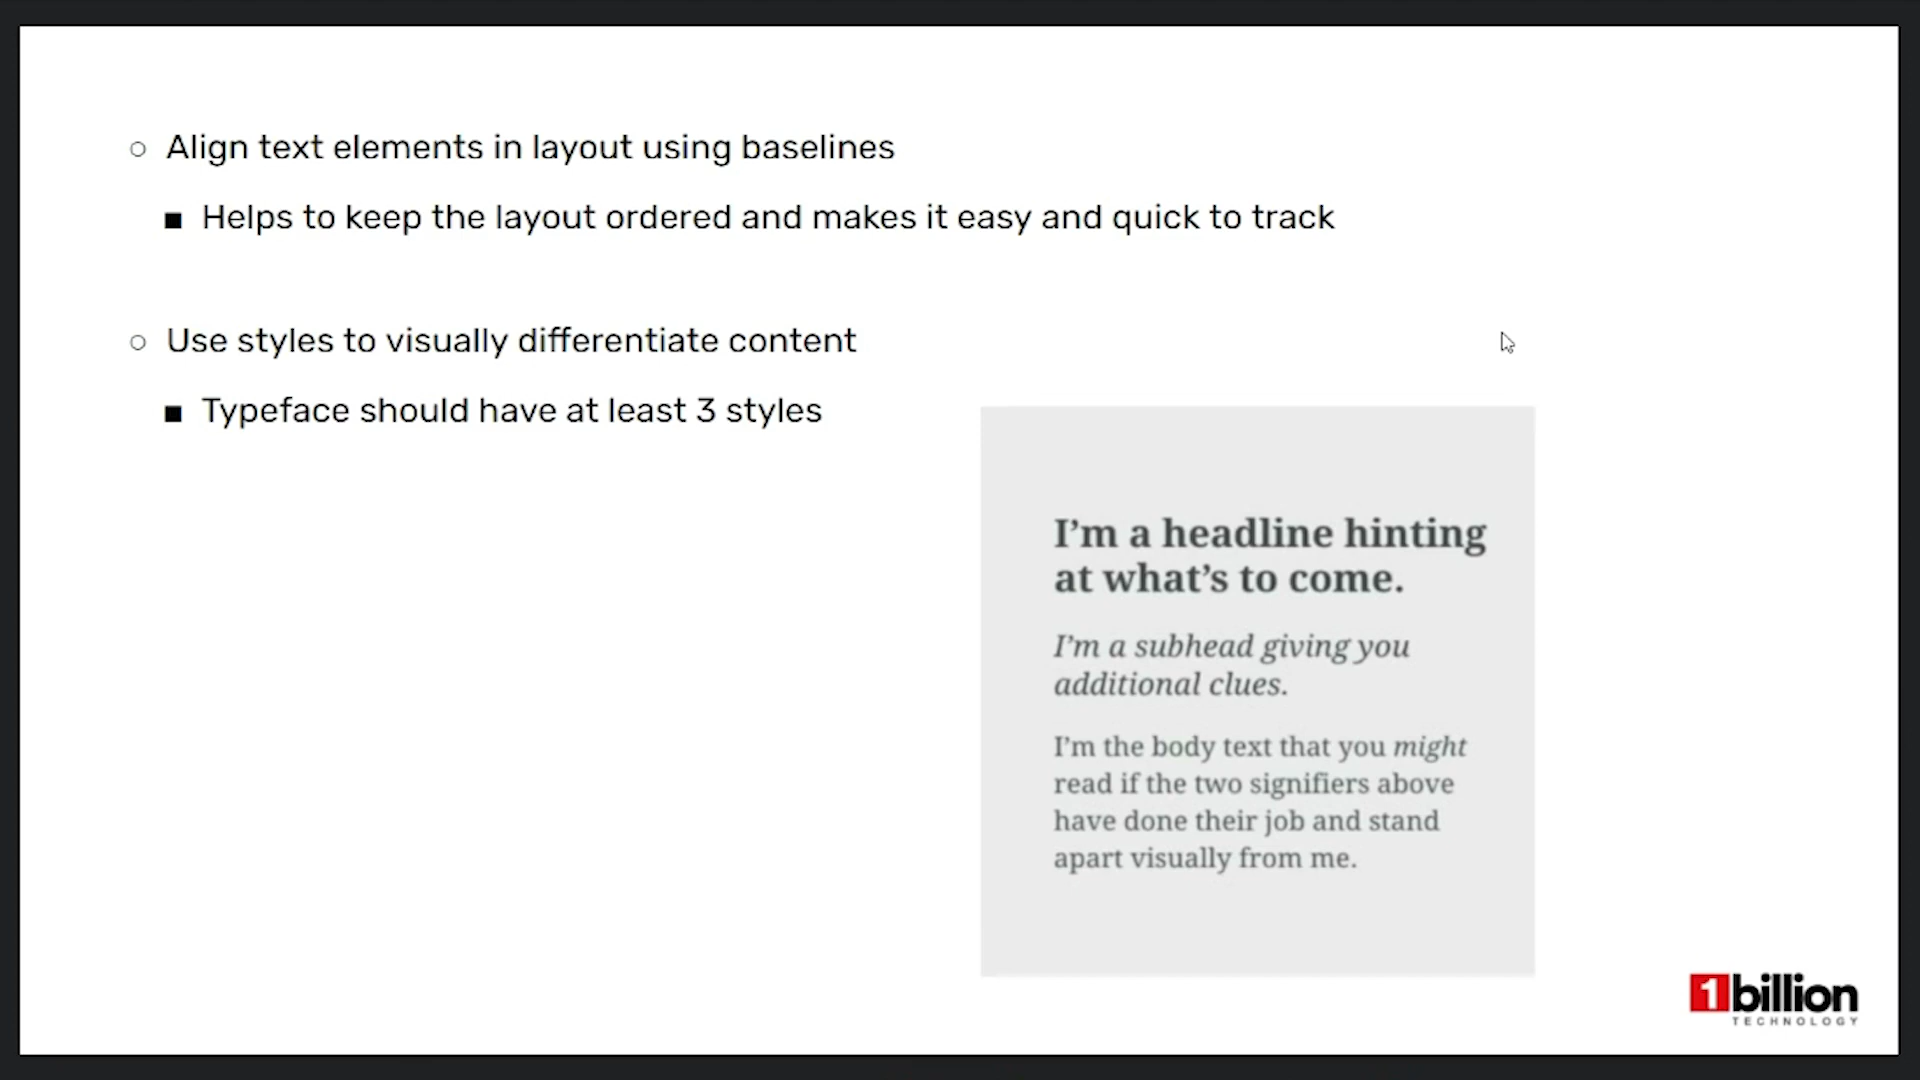 Align text elements in layout using baselines
Helps to keep the layout ordered and makes it easy and quick to track
Use styles to visually differentiate content
Typeface should have at least 3 styles
I'm a headline hinting
at what's to come.
I'm a subhead giving you
additional clues.
I'm the body text that you might
read if the two signifiers above
have done their job and stand
apart visually from me.
1billion
TECHNOLOGY